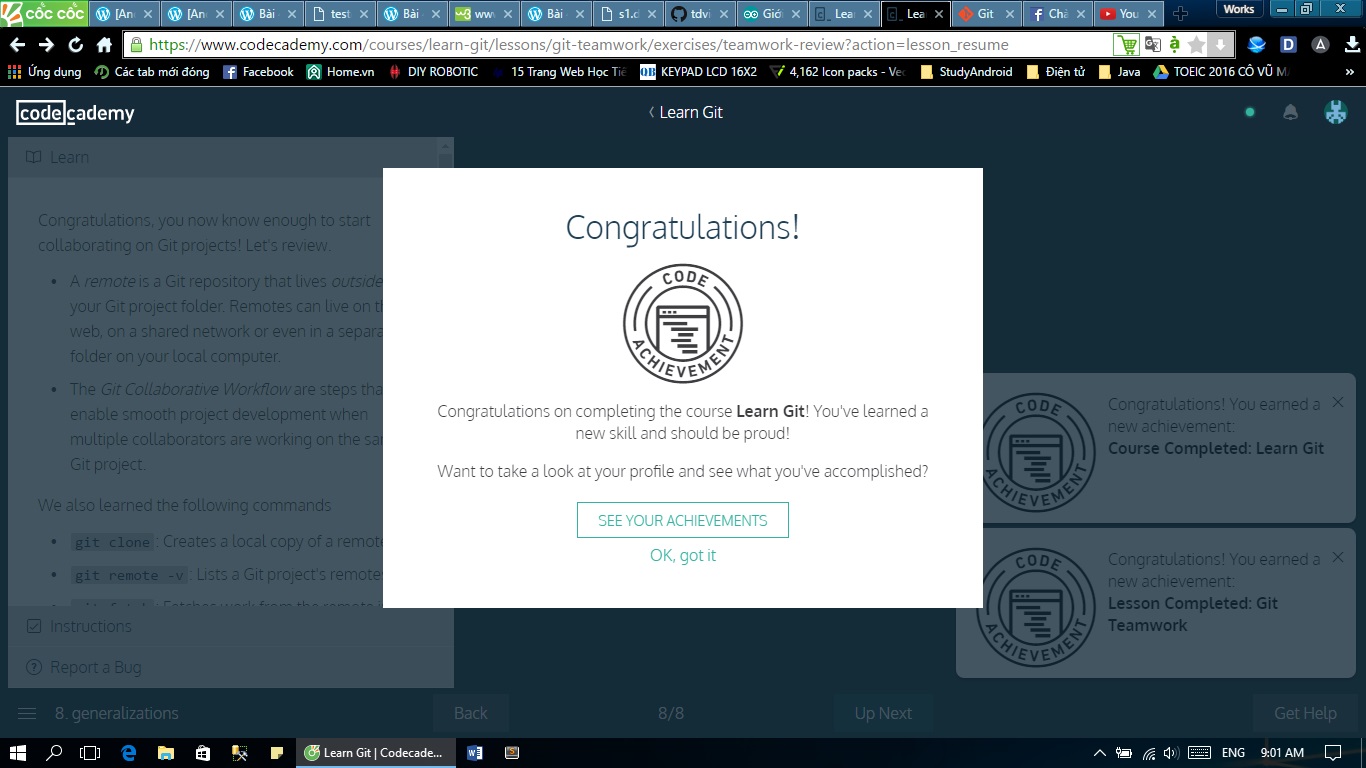 cốc cốc
[An
[An
Bài
test
Bài
www
Bài
s1.d
tdvi
Giớ
Lea
Lea
Git
Chà
You
Works
https://www.codecademy.com/courses/learn-git/lessons/git-teamwork/exercises/teamwork-review?action=lesson_resume
Ứng dụng
Các tab mới đóng
Facebook
Home.vn
DIY ROBOTIC
15 Trang Web Học Tiế
KEYPAD LCD 16X2
4,162 Icon packs - Vec
StudyAndroid
Điện tử
Java
TOEIC 2016 CÔ VŨ MA
»
codecademy
Learn Git
Learn
Congratulations, you now know enough to start
collaborating on Git projects! Let's review.
• A remote is a Git repository that lives outside
your Git project folder. Remotes can live on th
web, on a shared network or even in a separa
folder on your local computer.
• The Git Collaborative Workflow are steps tha
enable smooth project development when
multiple collaborators are working on the sam
Git project.
We also learned the following commands
• git clone: Creates a local copy of a remote
• git remote -v: Lists a Git project's remotes
• git fetch: Fetches work from the remote i
Instructions
Report a Bug
Congratulations!
CODE
ACHIEVEMENT
Congratulations on completing the course Learn Git! You've learned a
new skill and should be proud!
Want to take a look at your profile and see what you've accomplished?
SEE YOUR ACHIEVEMENTS
OK, got it
CODE
ACHIEVEMENT
Congratulations! You earned a
new achievement:
Course Completed: Learn Git
CODE
ACHIEVEMENT
Congratulations! You earned a
new achievement:
Lesson Completed: Git
Teamwork
8. generalizations
Back
8/8
Up Next
Get Help
Learn Git | Codecade...
ENG
9:01 AM